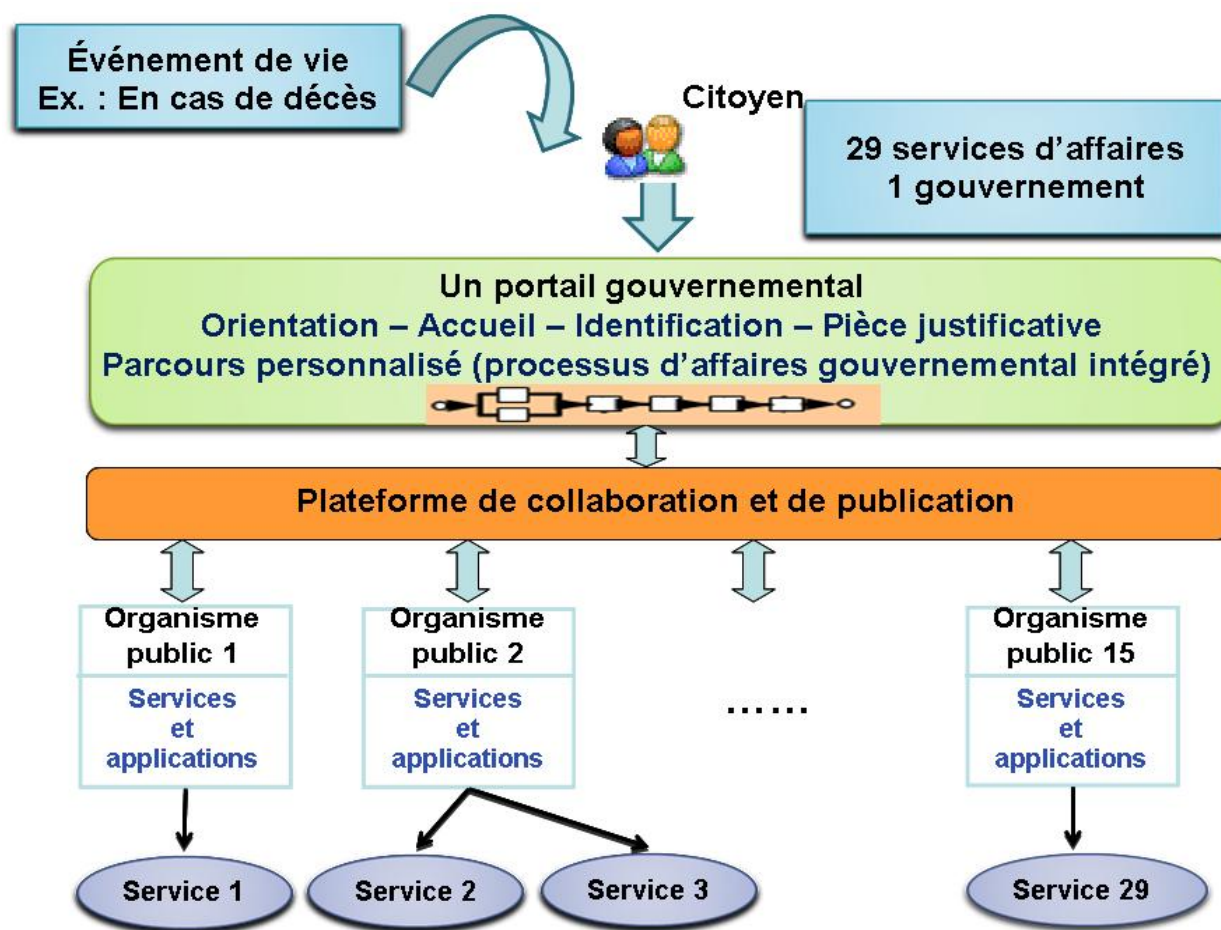 Événement de vie
Ex. : En cas de décès
Citoyen
29 services d’affaires
1 gouvernement
Un portail gouvernemental
Orientation – Accueil – Identification – Pièce justificative
Parcours personnalisé (processus d’affaires gouvernemental intégré)
Plateforme de collaboration et de publication
Organisme
public 1
Services
et
applications
Organisme
public 2
Services
et
applications
……
Organisme
public 15
Services
et
applications
Service 1
Service 2
Service 3
Service 29